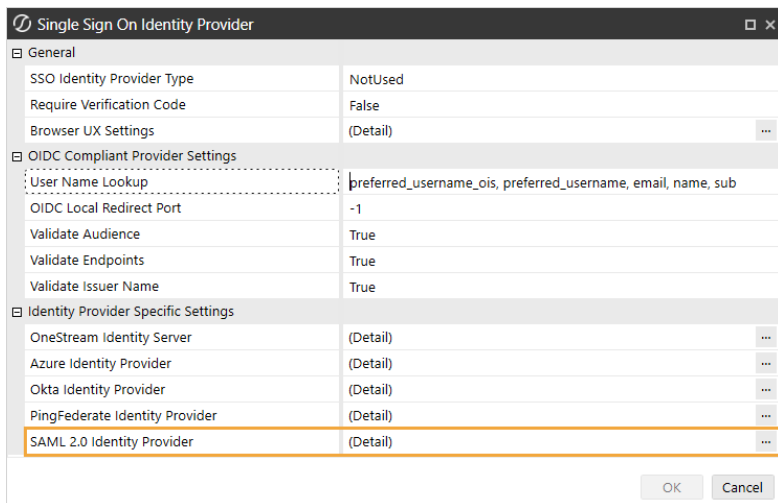 Single Sign On Identity Provider
General
SSO Identity Provider Type NotUsed
Require Verification Code False
Browser UX Settings (Detail) ...
OIDC Compliant Provider Settings
User Name Lookup preferred_username_ois, preferred_username, email, name, sub
OIDC Local Redirect Port -1
Validate Audience True
Validate Endpoints True
Validate Issuer Name True
Identity Provider Specific Settings
OneStream Identity Server (Detail) ...
Azure Identity Provider (Detail) ...
Okta Identity Provider (Detail) ...
PingFederate Identity Provider (Detail) ...
SAML 2.0 Identity Provider (Detail) ...
OK Cancel